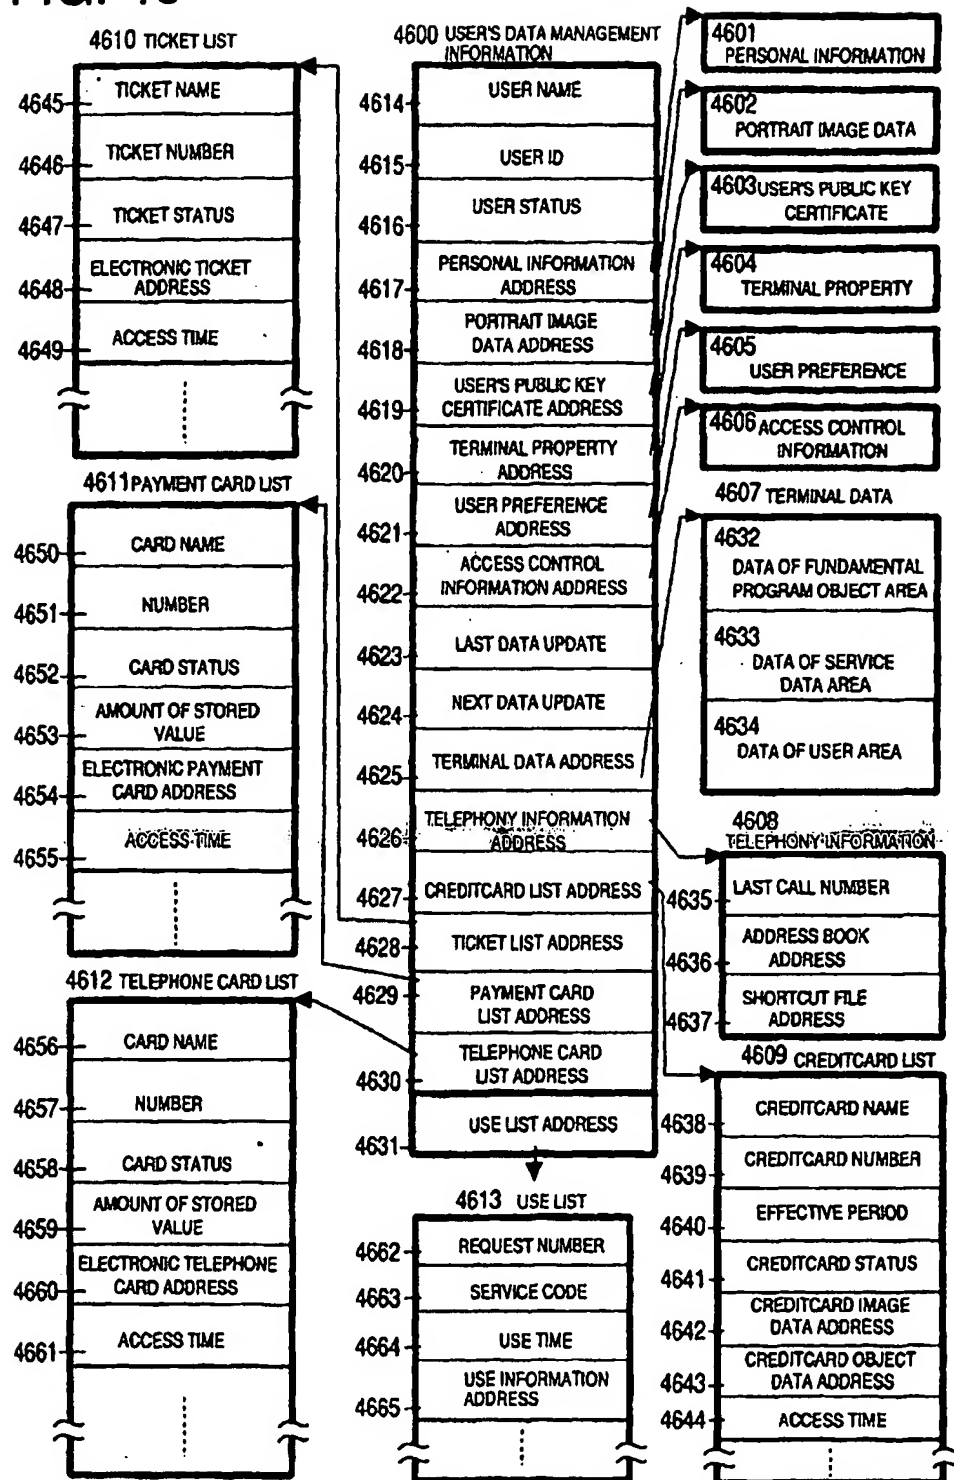 4610 TICKET LIST
4645 TICKET NAME
4646 TICKET NUMBER
4647 TICKET STATUS
4648 ELECTRONIC TICKET
ADDRESS
4649 ACCESS TIME
4611 PAYMENT CARD LIST
4650 CARD NAME
4651 NUMBER
4652 CARD STATUS
4653 AMOUNT OF STORED
VALUE
4654 ELECTRONIC PAYMENT
CARD ADDRESS
4655 ACCESS TIME
4612 TELEPHONE CARD LIST
4656 CARD NAME
4657 NUMBER
4658 CARD STATUS
4659 AMOUNT OF STORED
VALUE
4660 ELECTRONIC TELEPHONE
CARD ADDRESS
4661 ACCESS TIME
4600 USER'S DATA MANAGEMENT
INFORMATION
4614 USER NAME
4615 USER ID
4616 USER STATUS
4617 PERSONAL INFORMATION
ADDRESS
4618 PORTRAIT IMAGE
DATA ADDRESS
4619 USER'S PUBLIC KEY
CERTIFICATE ADDRESS
4620 TERMINAL PROPERTY
ADDRESS
4621 USER PREFERENCE
ADDRESS
4622 ACCESS CONTROL
INFORMATION ADDRESS
4623 LAST DATA UPDATE
4624 NEXT DATA UPDATE
4625 TERMINAL DATA ADDRESS
4626 TELEPHONY INFORMATION
ADDRESS
4627 CREDITCARD LIST ADDRESS
4628 TICKET LIST ADDRESS
4629 PAYMENT CARD
LIST ADDRESS
4630 TELEPHONE CARD
LIST ADDRESS
4631 USE LIST ADDRESS
4613 USE LIST
4662 REQUEST NUMBER
4663 SERVICE CODE
4664 USE TIME
4665 USE INFORMATION
ADDRESS
4601
PERSONAL INFORMATION
4602
PORTRAIT IMAGE DATA
4603 USER'S PUBLIC KEY
CERTIFICATE
4604
TERMINAL PROPERTY
4605
USER PREFERENCE
4606 ACCESS CONTROL
INFORMATION
4607 TERMINAL DATA
4632
DATA OF FUNDAMENTAL
PROGRAM OBJECT AREA
4633
DATA OF SERVICE
DATA AREA
4634
DATA OF USER AREA
4608
TELEPHONY INFORMATION
4635 LAST CALL NUMBER
4636 ADDRESS BOOK
ADDRESS
4637 SHORTCUT FILE
ADDRESS
4609 CREDITCARD LIST
4638 CREDITCARD NAME
4639 CREDITCARD NUMBER
4640 EFFECTIVE PERIOD
4641 CREDITCARD STATUS
4642 CREDITCARD IMAGE
DATA ADDRESS
4643 CREDITCARD OBJECT
DATA ADDRESS
4644 ACCESS TIME